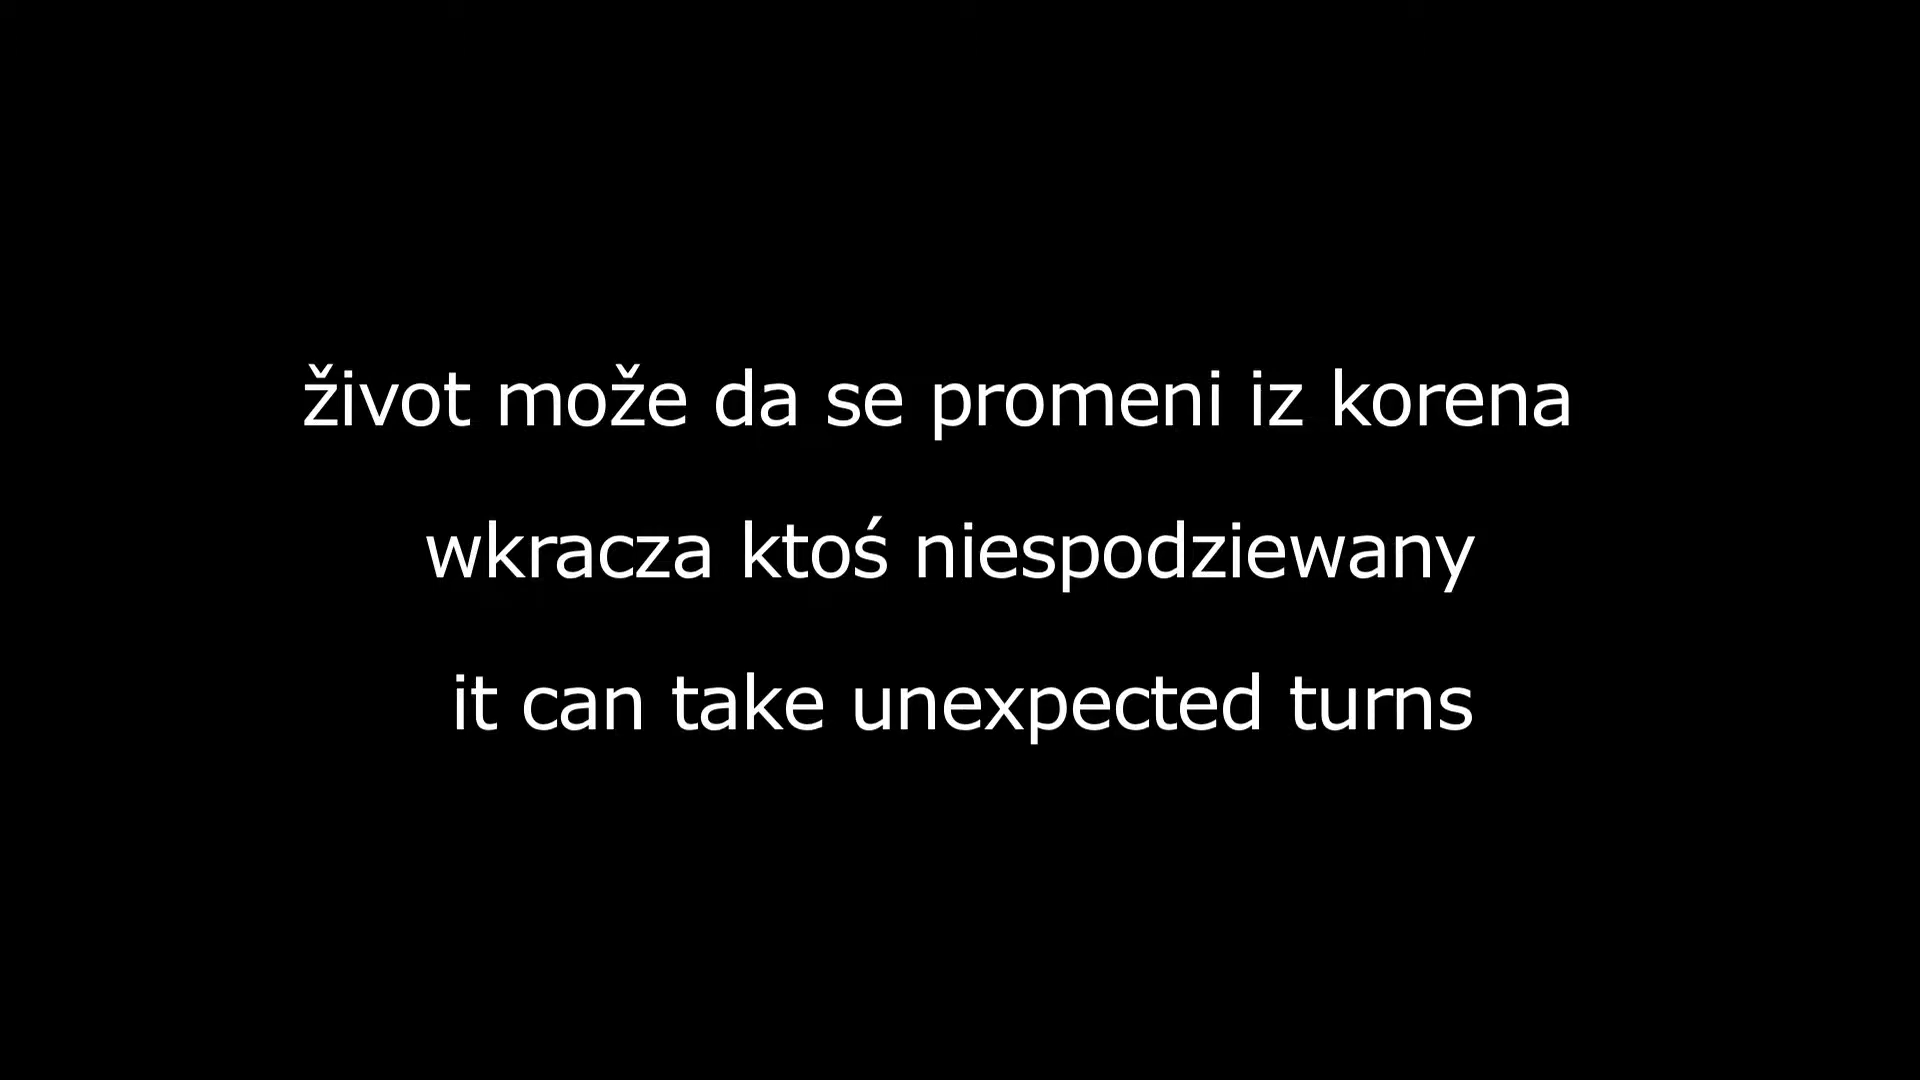 život može da se promeni iz korena
wkracza ktoś niespodziewany
it can take unexpected turns